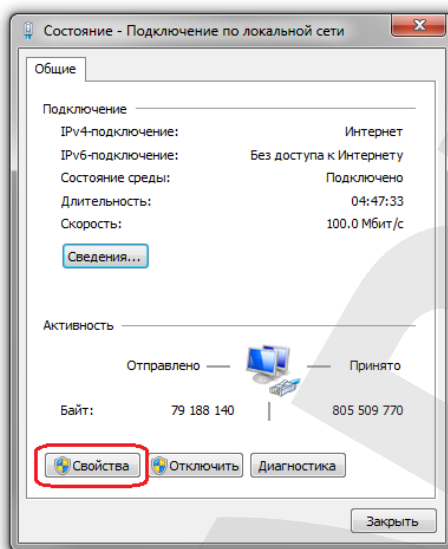 Состояние - Подключение по локальной сети
Общие
Подключение
IPv4-подключение: Интернет
IPv6-подключение: Без доступа к Интернету
Состояние среды: Подключено
Длительность: 04:47:33
Скорость: 100.0 Мбит/с
Сведения...
Активность
Отправлено — — Принято
Байт: 79 188 140 | 805 509 770
Свойства Отключить Диагностика
Закрыть